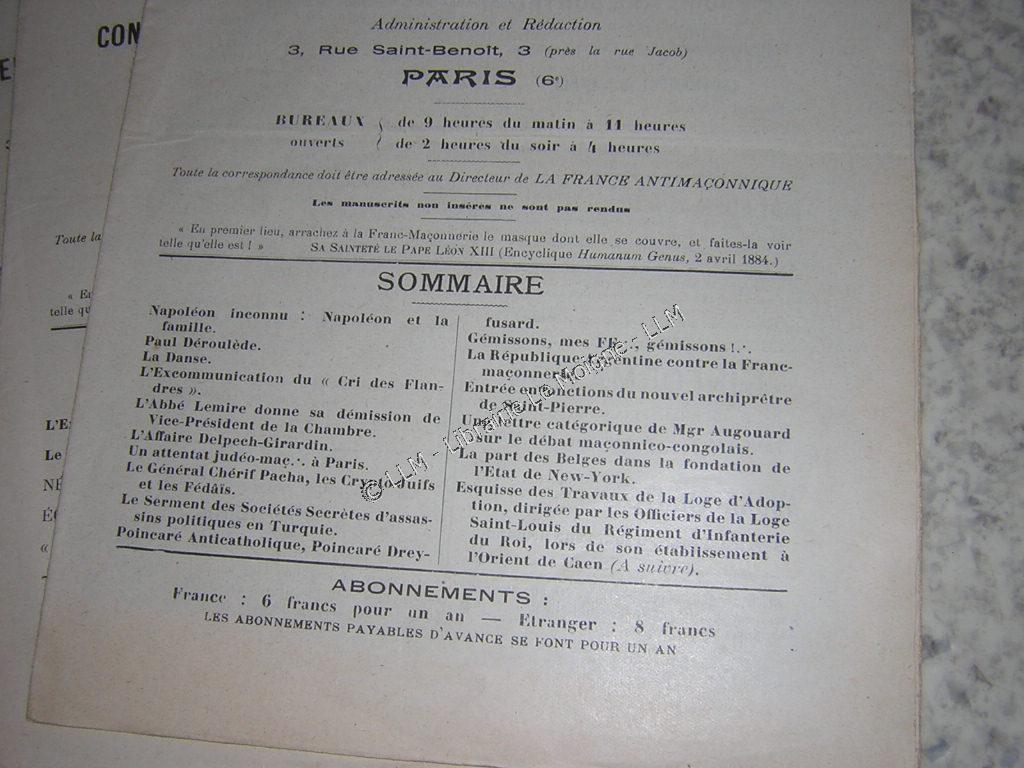 CON
Toute la
« En
telle qu
L'E
Le
NÉ
ÉC
«
Administration et Rédaction
3, Rue Saint-Benoît, 3 (près la rue Jacob)
PARIS (6e)
BUREAUX ouverts { de 9 heures du matin à 11 heures
de 2 heures du soir à 4 heures
Toute la correspondance doit être adressée au Directeur de LA FRANCE ANTIMAÇONNIQUE
Les manuscrits non insérés ne sont pas rendus
« En premier lieu, arrachez à la Franc-Maçonnerie le masque dont elle se couvre, et faites-la voir
telle qu'elle est ! » SA SAINTETÉ LE PAPE LÉON XIII (Encyclique Humanum Genus, 2 avril 1884.)
SOMMAIRE
Napoléon inconnu : Napoléon et la
famille.
Paul Déroulède.
La Danse.
L'Excommunication du « Cri des Flan-
dres ».
L'Abbé Lemire donne sa démission de
Vice-Président de la Chambre.
L'Affaire Delpech-Girardin.
Un attentat judéo-maç.·. à Paris.
Le Général Chérif Pacha, les Crypto-Juifs
et les Fédâïs.
Le Serment des Sociétés Secrètes d'assas-
sins politiques en Turquie.
Poincaré Anticatholique, Poincaré Drey-
fusard.
Gémissons, mes FF.·., gémissons !.·.
La République Argentine contre la Franc-
maçonnerie.
Entrée en fonctions du nouvel archiprêtre
de Saint-Pierre.
Une lettre catégorique de Mgr Augouard
sur le débat maçonnico-congolais.
La part des Belges dans la fondation de
l'Etat de New-York.
Esquisse des Travaux de la Loge d'Adop-
tion, dirigée par les Officiers de la Loge
Saint-Louis du Régiment d'Infanterie
du Roi, lors de son établissement à
l'Orient de Caen (A suivre).
ABONNEMENTS :
France : 6 francs pour un an — Etranger : 8 francs
LES ABONNEMENTS PAYABLES D'AVANCE SE FONT POUR UN AN
© LLM - Librairie Le Moigne - LLM